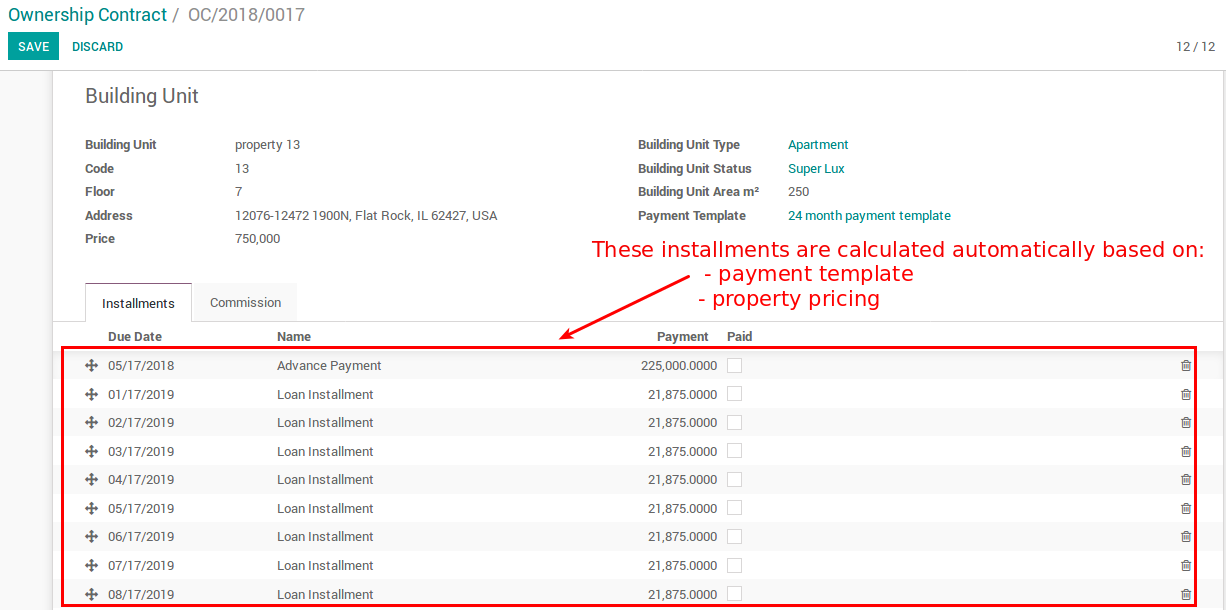 Ownership Contract / OC/2018/0017
SAVE DISCARD 12 / 12
Building Unit
Building Unit property 13 Building Unit Type Apartment
Code 13 Building Unit Status Super Lux
Floor 7 Building Unit Area m² 250
Address 12076-12472 1900N, Flat Rock, IL 62427, USA Payment Template 24 month payment template
Price 750,000
These installments are calculated automatically based on:
- payment template
- property pricing
Installments Commission
Due Date Name Payment Paid
05/17/2018 Advance Payment 225,000.0000
01/17/2019 Loan Installment 21,875.0000
02/17/2019 Loan Installment 21,875.0000
03/17/2019 Loan Installment 21,875.0000
04/17/2019 Loan Installment 21,875.0000
05/17/2019 Loan Installment 21,875.0000
06/17/2019 Loan Installment 21,875.0000
07/17/2019 Loan Installment 21,875.0000
08/17/2019 Loan Installment 21,875.0000